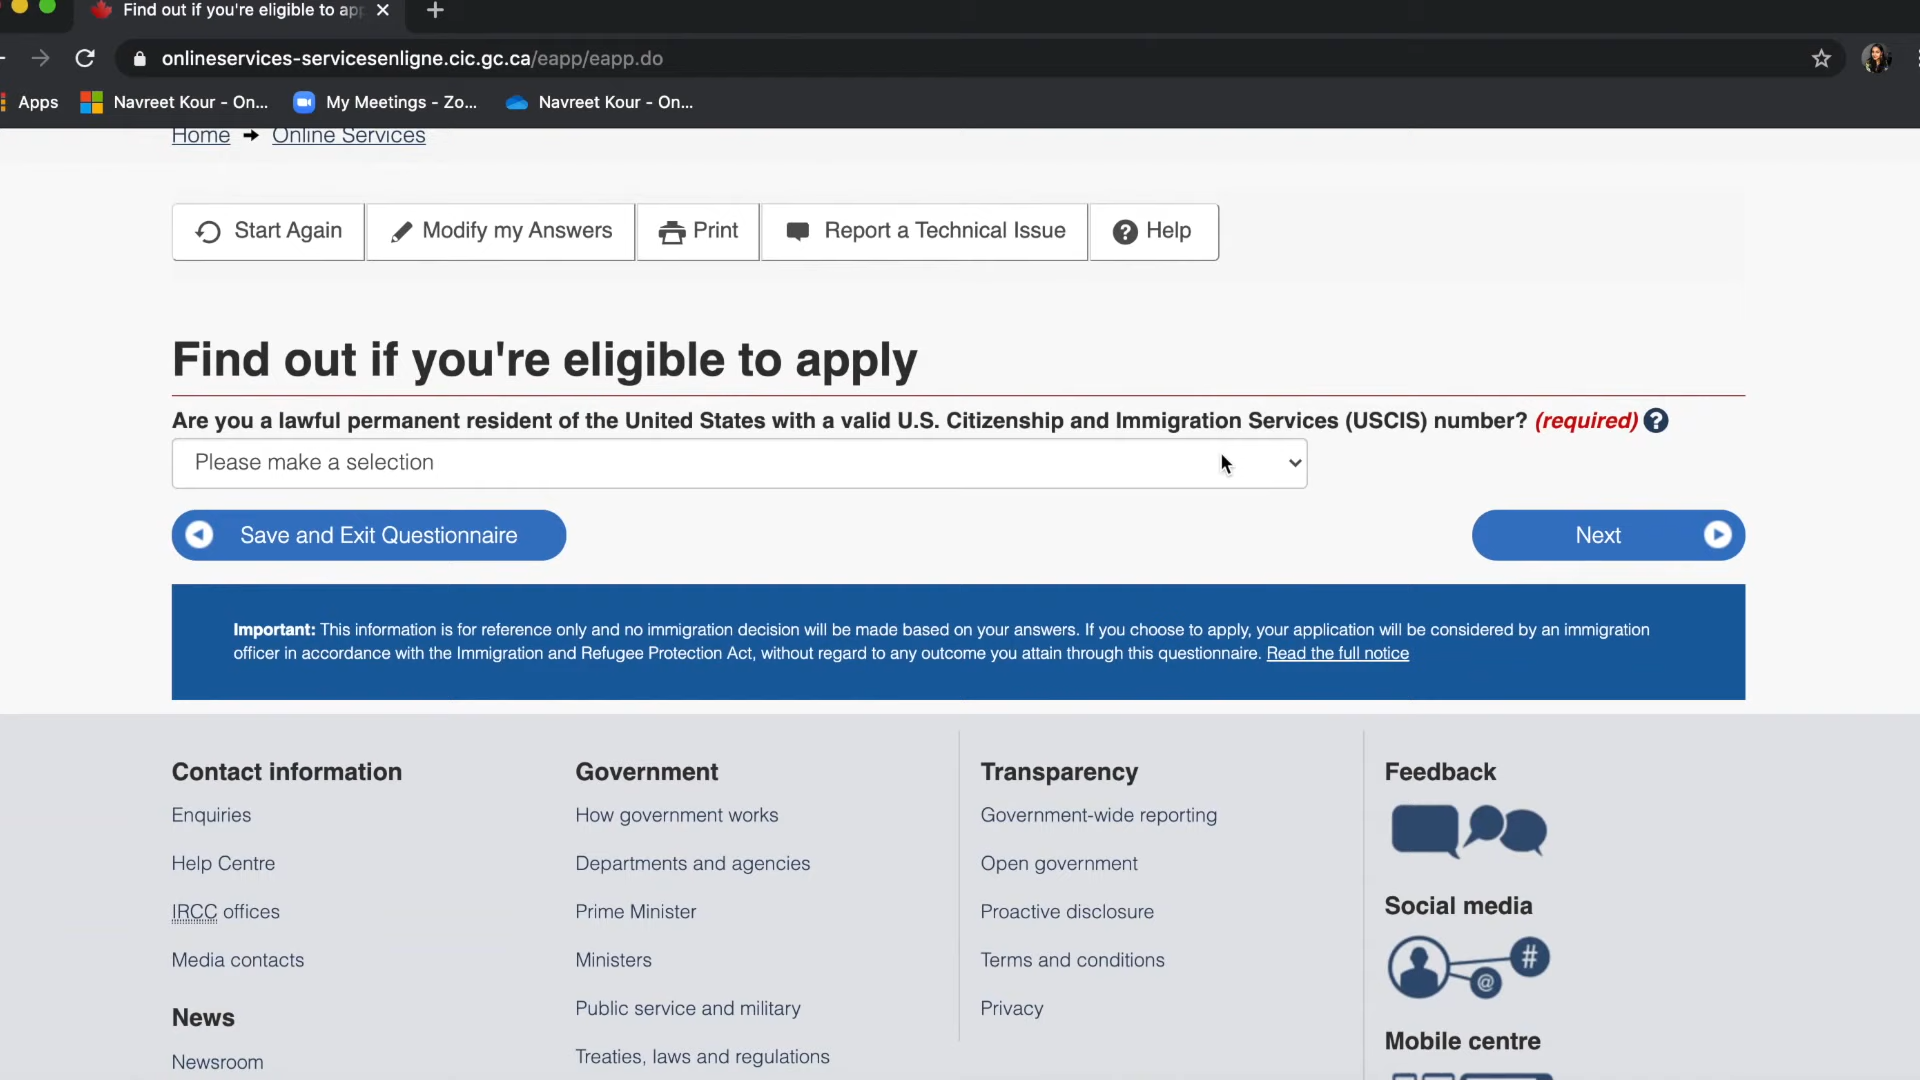 Find out if you're eligible to app
onlineservices-servicesenligne.cic.gc.ca/eapp/eapp.do
Apps Navreet Kour - On... My Meetings - Zo... Navreet Kour - On...
Home → Online Services
Start Again Modify my Answers Print Report a Technical Issue Help
Find out if you're eligible to apply
Are you a lawful permanent resident of the United States with a valid U.S. Citizenship and Immigration Services (USCIS) number? (required) ?
Please make a selection
Save and Exit Questionnaire Next
Important: This information is for reference only and no immigration decision will be made based on your answers. If you choose to apply, your application will be considered by an immigration
officer in accordance with the Immigration and Refugee Protection Act, without regard to any outcome you attain through this questionnaire. Read the full notice
Contact information
Enquiries
Help Centre
IRCC offices
Media contacts
News
Newsroom
Government
How government works
Departments and agencies
Prime Minister
Ministers
Public service and military
Treaties, laws and regulations
Transparency
Government-wide reporting
Open government
Proactive disclosure
Terms and conditions
Privacy
Feedback
Social media
#
@
Mobile centre